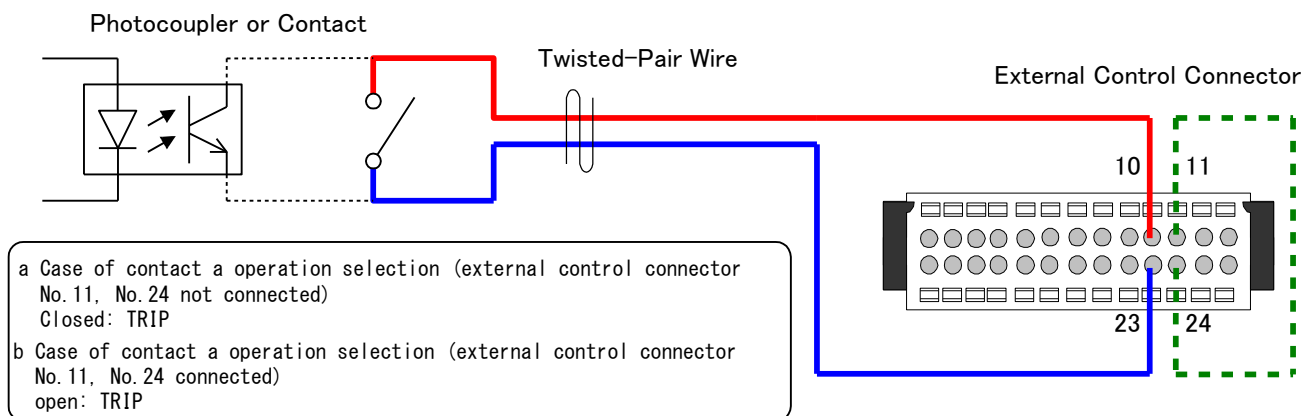 Photocoupler or Contact
Twisted-Pair Wire
External Control Connector
10 11
a Case of contact a operation selection (external control connector
No.11, No.24 not connected)
Closed: TRIP
b Case of contact a operation selection (external control connector
No.11, No.24 connected)
open: TRIP
23 24